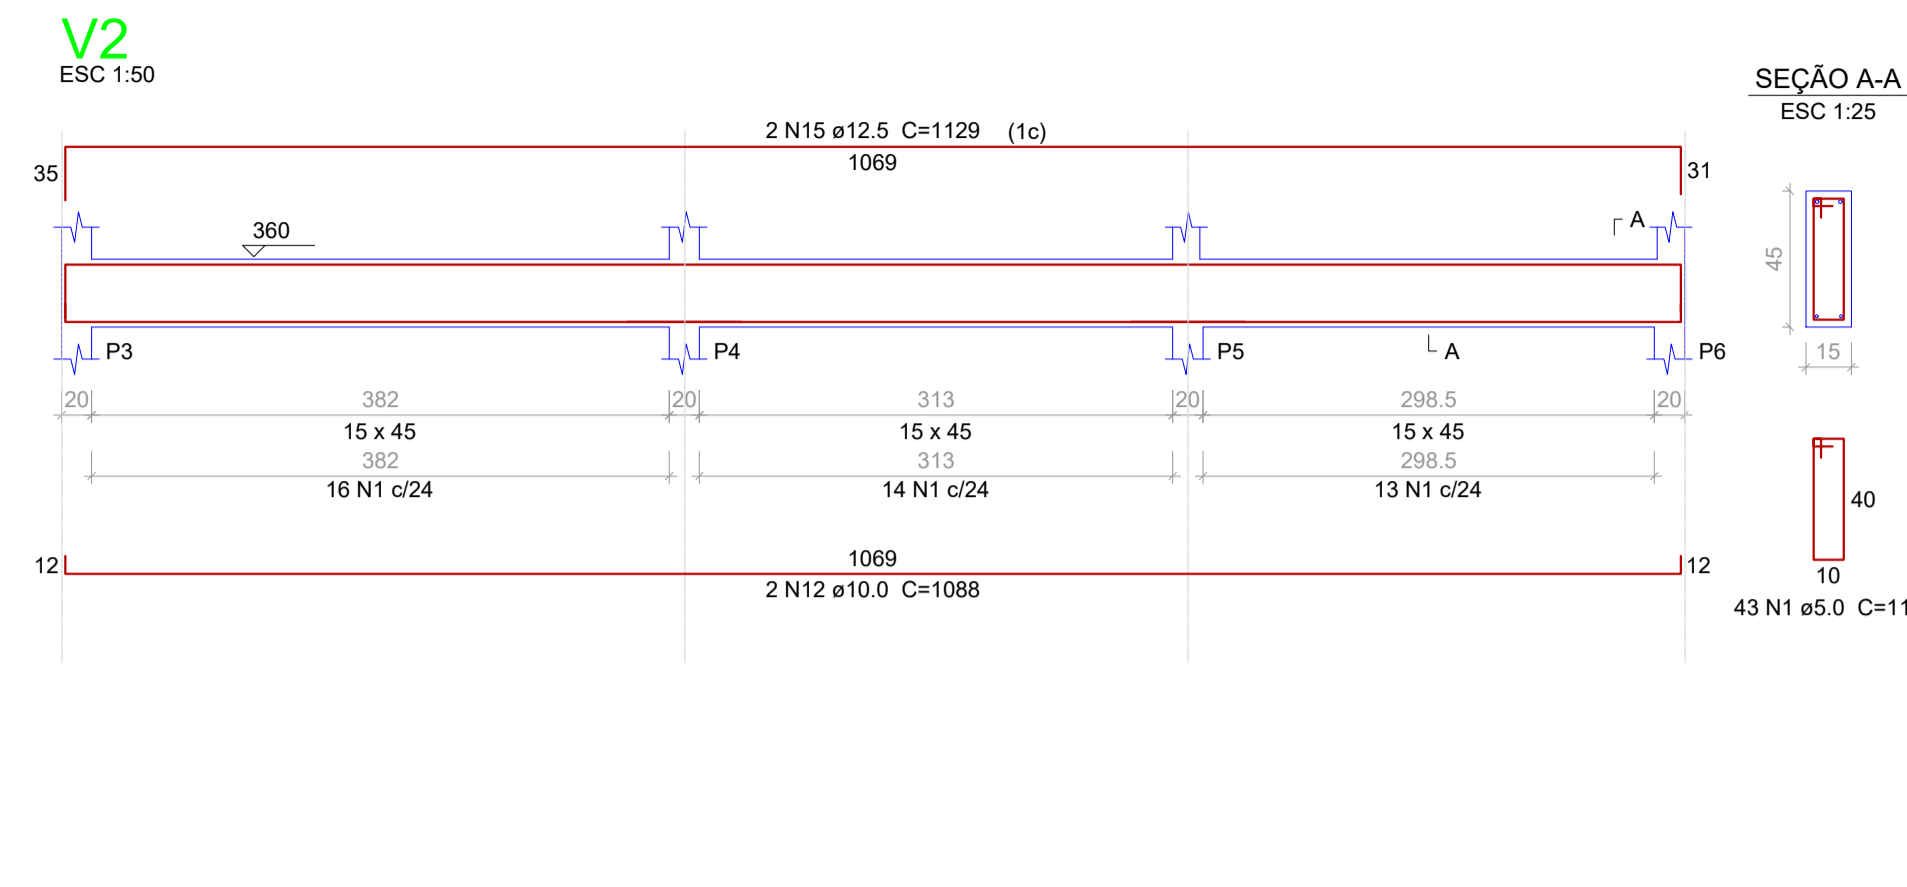 V2
ESC 1:50
SEÇÃO A-A
ESC 1:25
2 N15 ø12.5 C=1129 (1c)
1069
35
31
360
A
45
P3
P4
P5
A
P6
15
20
382
20
313
20
298.5
20
15 x 45
15 x 45
15 x 45
382
313
298.5
16 N1 c/24
14 N1 c/24
13 N1 c/24
40
12
1069
12
10
2 N12 ø10.0 C=1088
43 N1 ø5.0 C=11